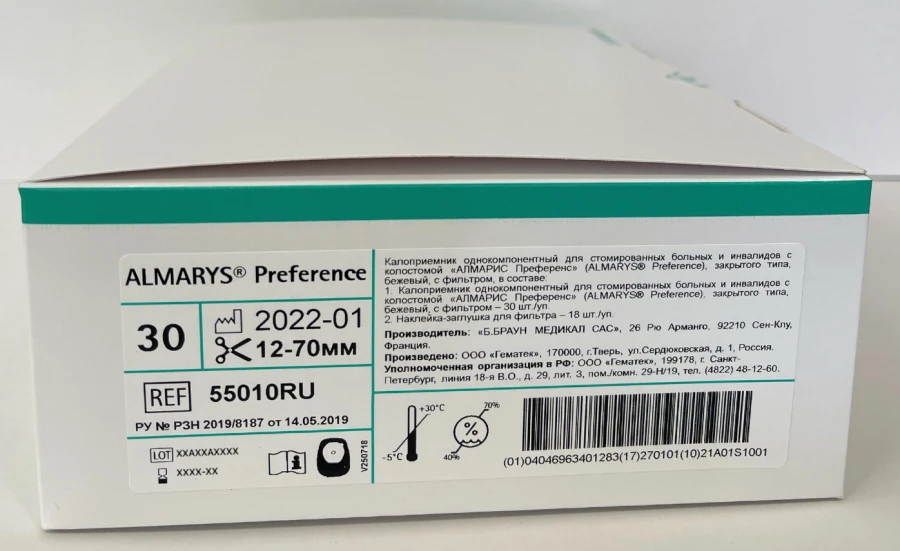 ALMARYS® Preference
30
2022-01
12-70мм
REF 55010RU
РУ № РЗН 2019/8187 от 14.05.2019
LOT XXAXXAXXXX
XXXX-XX
V250718
Калоприемник однокомпонентный для стомированных больных и инвалидов с
колостомой «АЛМАРИС Преференс» (ALMARYS® Preference), закрытого типа,
бежевый, с фильтром, в составе:
1. Калоприемник однокомпонентный для стомированных больных и инвалидов с
колостомой «АЛМАРИС Преференс» (ALMARYS® Preference), закрытого типа,
бежевый, с фильтром – 30 шт./уп.
2. Наклейка-заглушка для фильтра – 18 шт./уп.
Производитель: «Б.БРАУН МЕДИКАЛ САС», 26 Рю Арманго, 92210 Сен-Клу,
Франция.
Произведено: ООО «Гематек», 170000, г.Тверь, ул.Сердюковская, д. 1, Россия.
Уполномоченная организация в РФ: ООО «Гематек», 199178, г. Санкт-
Петербург, линия 18-я В.О., д. 29, лит. З, пом./комн. 29-Н/19, тел. (4822) 48-12-60.
+30°C
-5°C
70%
%
40%
(01)04046963401283(17)270101(10)21A01S1001